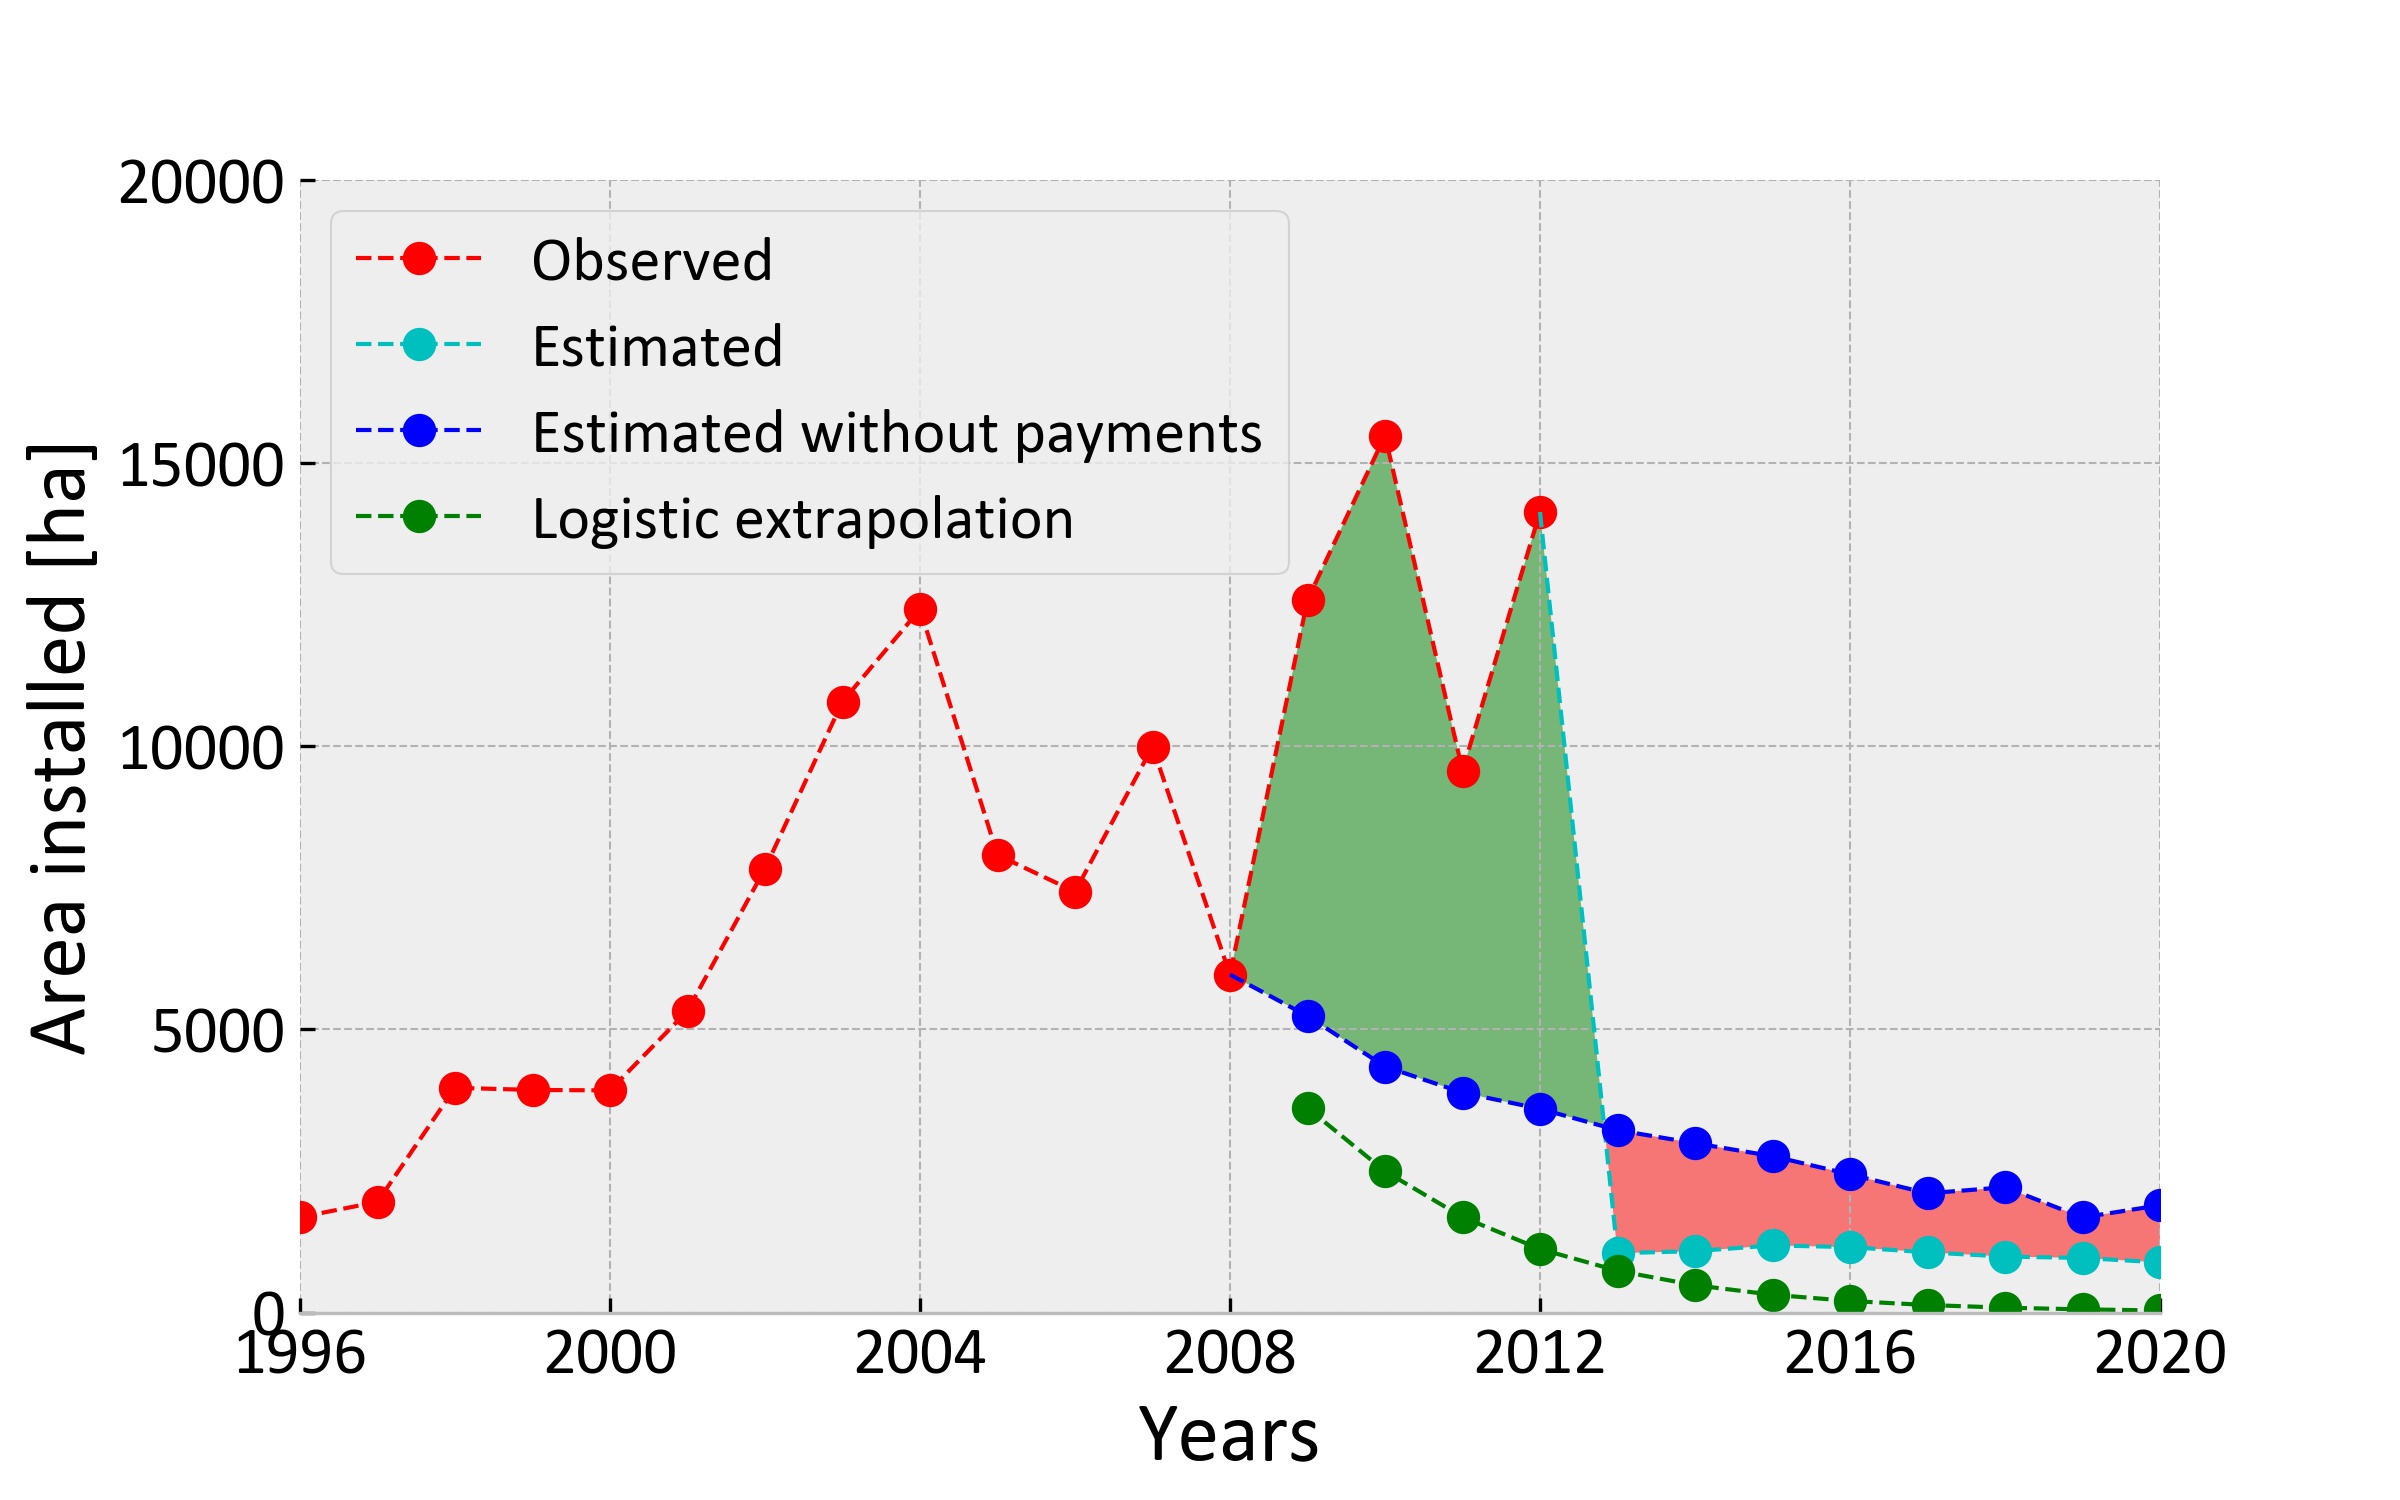 20000
15000
10000
5000
0
Area installed [ha]
Observed
Estimated
Estimated without payments
Logistic extrapolation
1996 2000 2004 2008 2012 2016 2020
Years